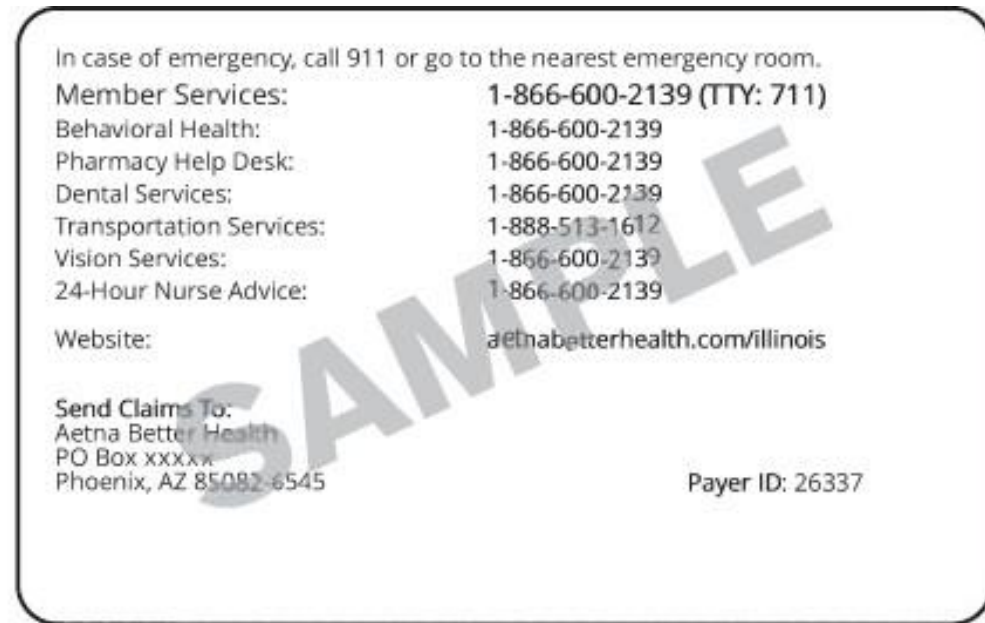 In case of emergency, call 911 or go to the nearest emergency room.
Member Services: 1-866-600-2139 (TTY: 711)
Behavioral Health: 1-866-600-2139
Pharmacy Help Desk: 1-866-600-2139
Dental Services: 1-866-600-2139
Transportation Services: 1-888-513-1612
Vision Services: 1-866-600-2139
24-Hour Nurse Advice: 1-866-600-2139
Website: aetnabetterhealth.com/illinois
Send Claims To:
Aetna Better Health
PO Box xxxxx
Phoenix, AZ 85082-6545 Payer ID: 26337
SAMPLE